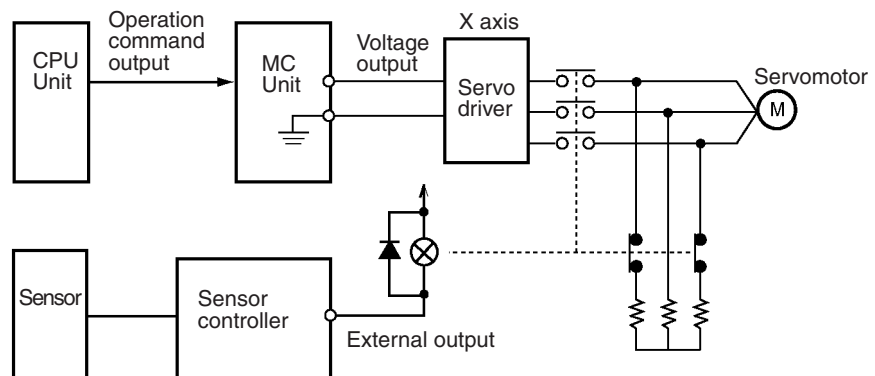 X axis
Operation
command
output
CPU
Unit
MC
Unit
Voltage
output
Servo
driver
Servomotor
M
Sensor
Sensor
controller
External output